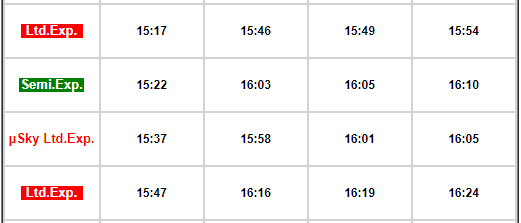 Ltd.Exp. 15:17 15:46 15:49 15:54
Semi.Exp. 15:22 16:03 16:05 16:10
μSky Ltd.Exp. 15:37 15:58 16:01 16:05
Ltd.Exp. 15:47 16:16 16:19 16:24